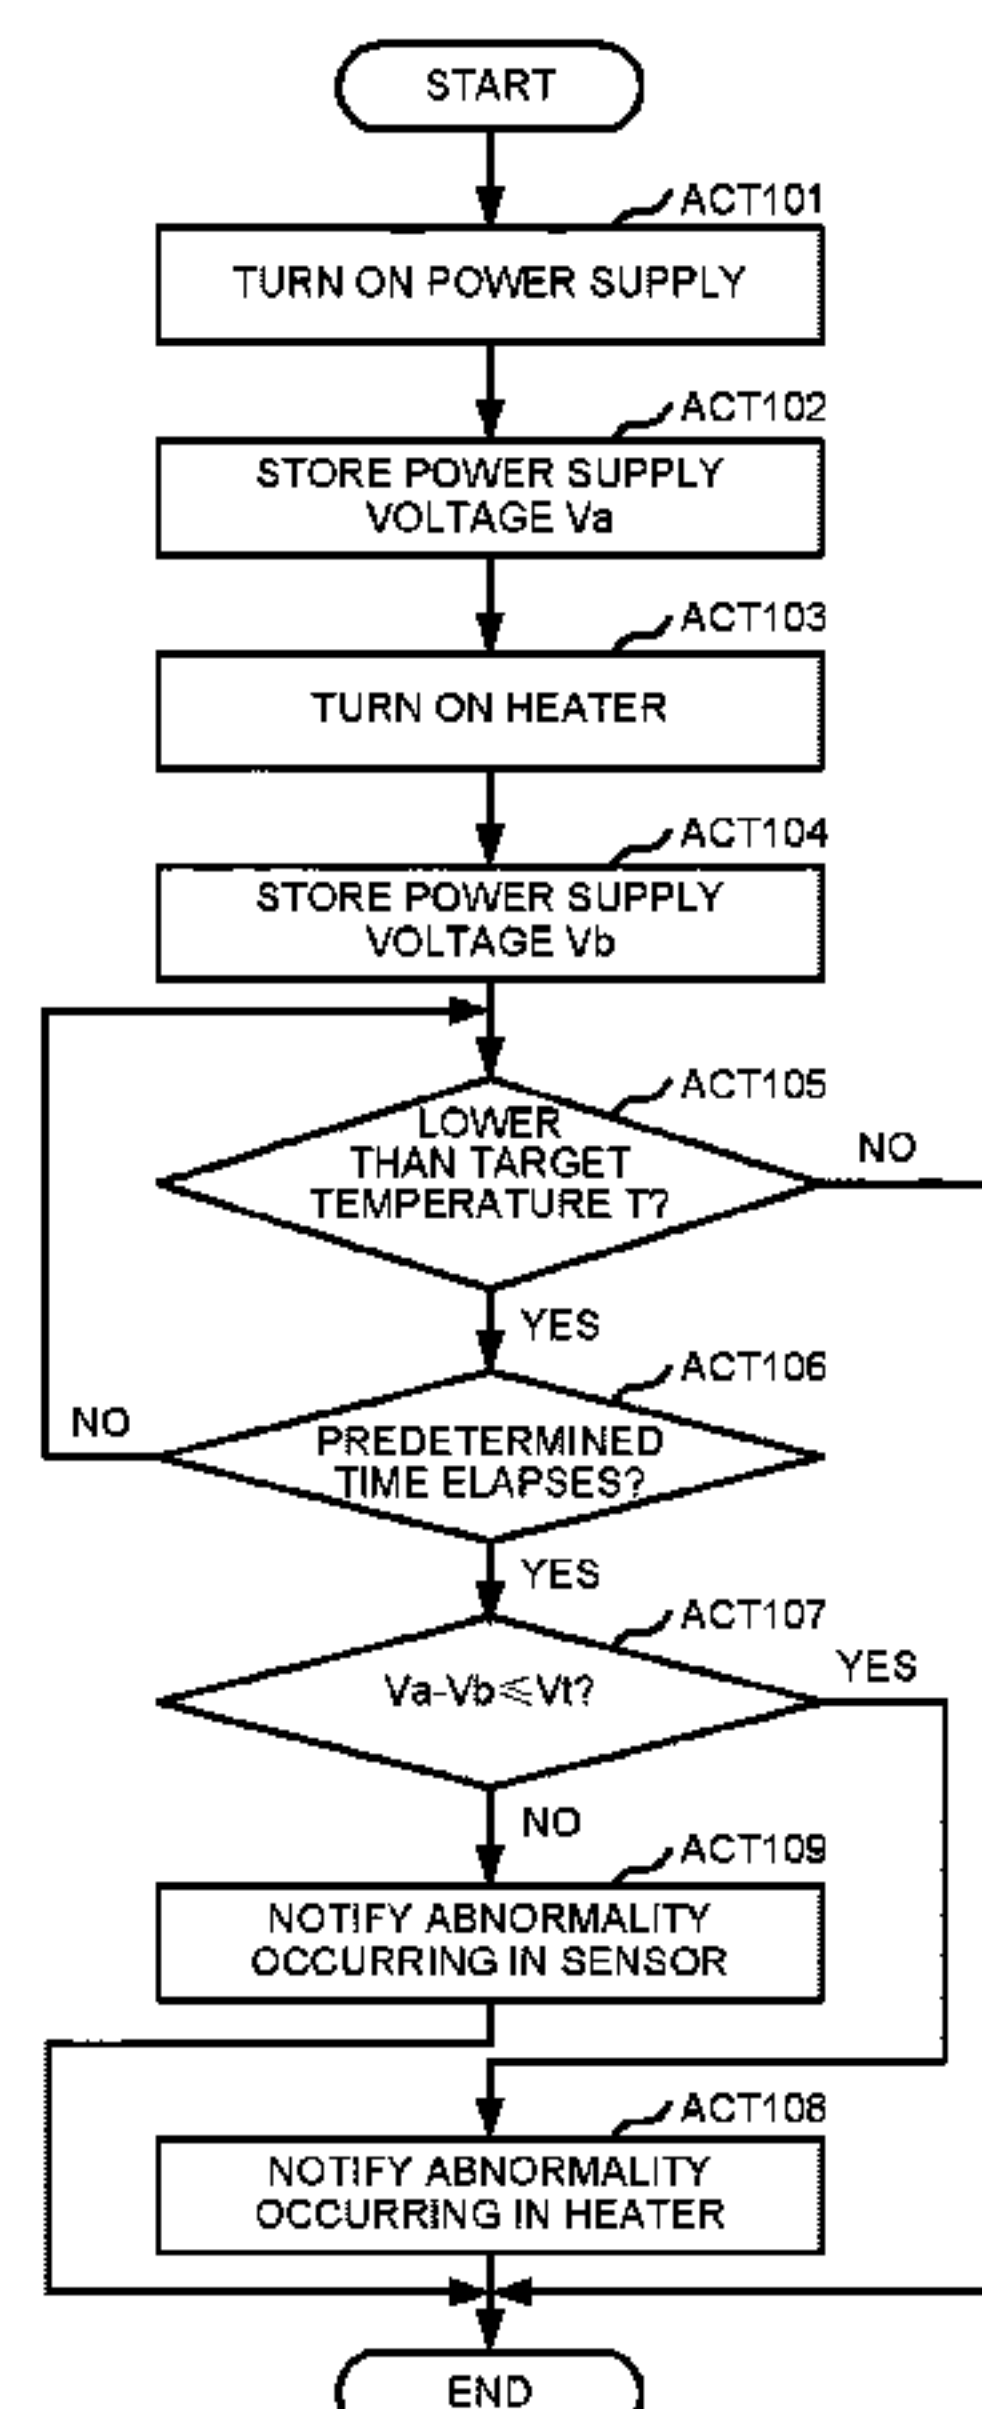 START
ACT101
TURN ON POWER SUPPLY
ACT102
STORE POWER SUPPLY
VOLTAGE Va
ACT103
TURN ON HEATER
ACT104
STORE POWER SUPPLY
VOLTAGE Vb
ACT105
LOWER
THAN TARGET
TEMPERATURE T?
NO
YES
ACT106
NO
PREDETERMINED
TIME ELAPSES?
YES
ACT107
YES
Va-Vb⩽Vt?
NO
ACT109
NOTIFY ABNORMALITY
OCCURRING IN SENSOR
ACT108
NOTIFY ABNORMALITY
OCCURRING IN HEATER
END